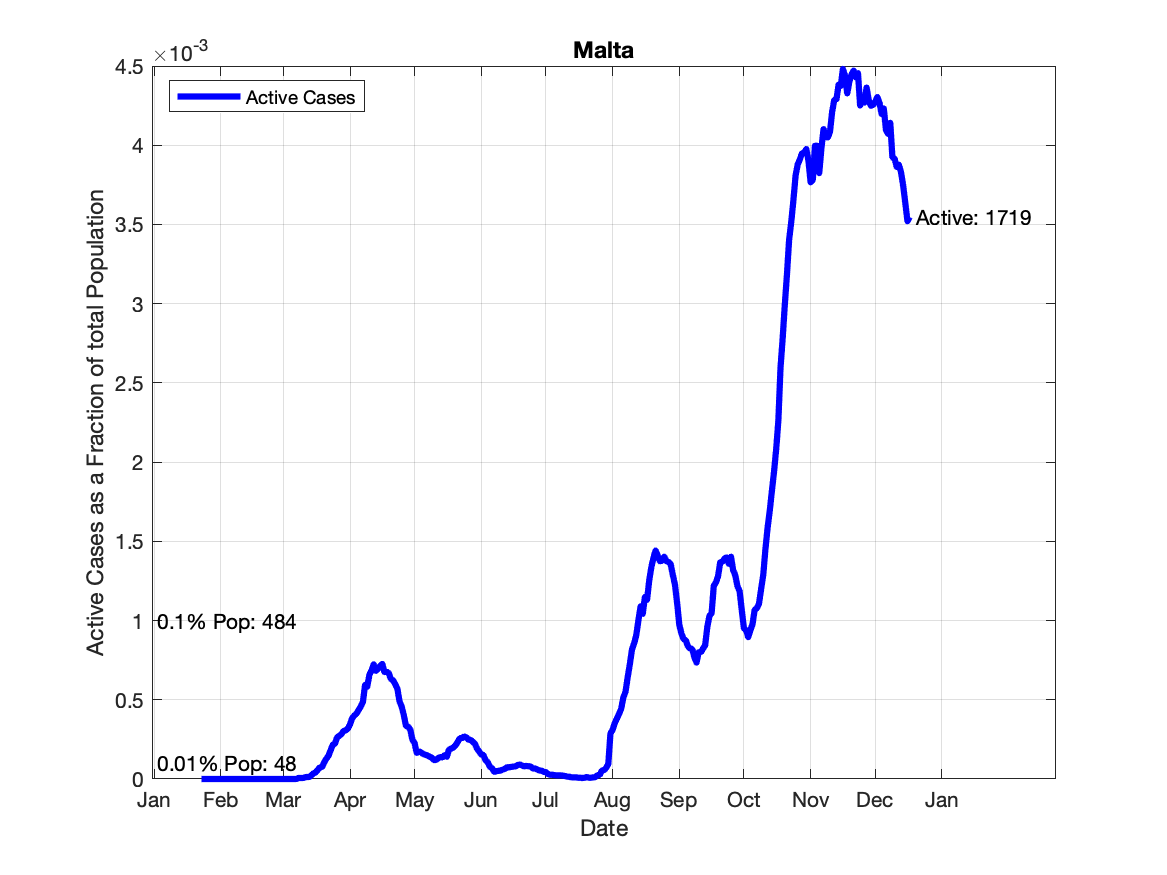 Malta
×10-3
4.5
4
3.5
3
2.5
2
1.5
1
0.5
0
Active Cases
Active: 1719
0.1% Pop: 484
0.01% Pop: 48
Active Cases as a Fraction of total Population
Jan Feb Mar Apr May Jun Jul Aug Sep Oct Nov Dec Jan
Date